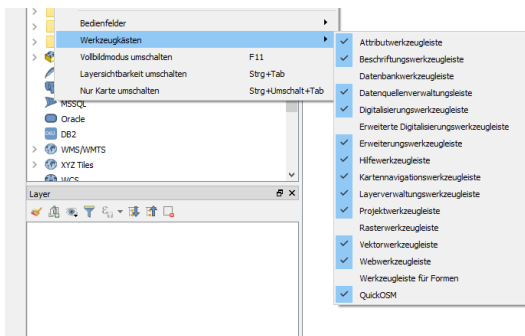 Bedienfelder
Werkzeugkästen
Vollbildmodus umschalten F11
Layersichtbarkeit umschalten Strg+Tab
Nur Karte umschalten Strg+Umschalt+Tab
Attributwerkzeugleiste
Beschriftungswerkzeugleiste
Datenbankwerkzeugleiste
Datenquellenverwaltungsleiste
Digitalisierungswerkzeugleiste
Erweiterte Digitalisierungswerkzeugleiste
Erweiterungswerkzeugleiste
Hilfewerkzeugleiste
Kartennavigationswerkzeugleiste
Layerverwaltungswerkzeugleiste
Projektwerkzeugleiste
Rasterwerkzeugleiste
Vektorwerkzeugleiste
Webwerkzeugleiste
Werkzeugleiste für Formen
QuickOSM
MSSQL
Oracle
DB2
WMS/WMTS
XYZ Tiles
WCS
Layer